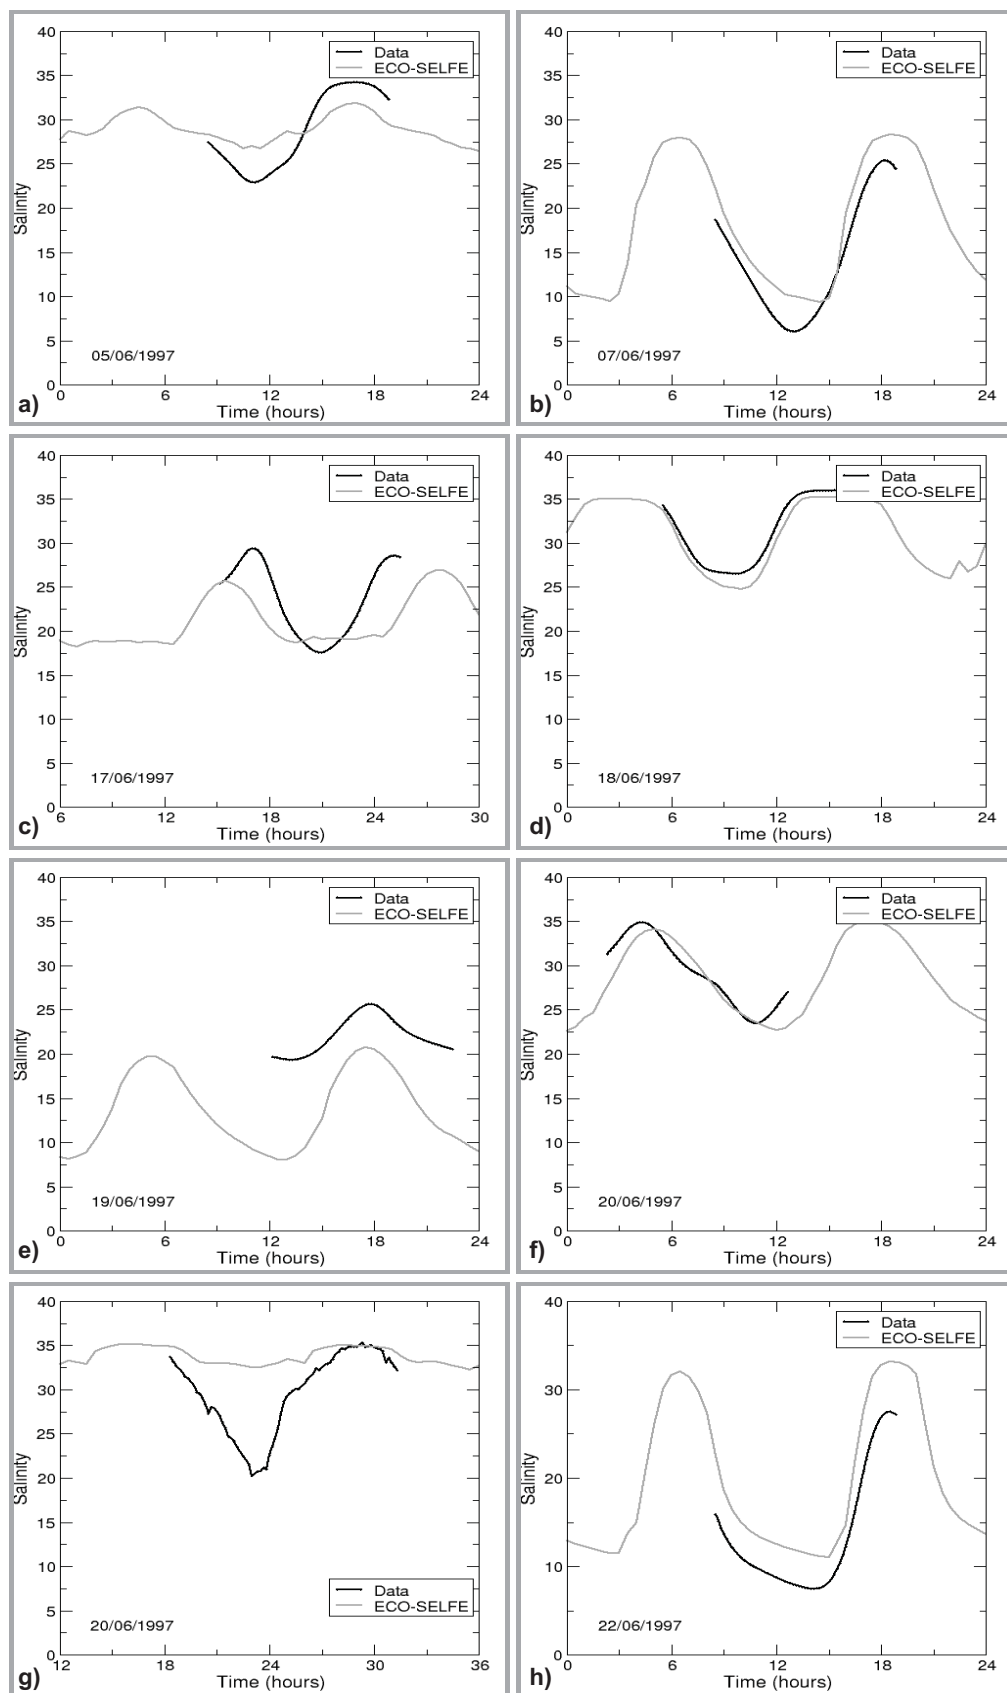 40
35
30
25
20
15
10
5
0
Salinity
Data
ECO-SELFE
05/06/1997
0 6 12 18 24
Time (hours)
a)
40
35
30
25
20
15
10
5
0
Salinity
Data
ECO-SELFE
07/06/1997
0 6 12 18 24
Time (hours)
b)
40
35
30
25
20
15
10
5
0
Salinity
Data
ECO-SELFE
17/06/1997
6 12 18 24 30
Time (hours)
c)
40
35
30
25
20
15
10
5
0
Salinity
Data
ECO-SELFE
18/06/1997
0 6 12 18 24
Time (hours)
d)
40
35
30
25
20
15
10
5
0
Salinity
Data
ECO-SELFE
19/06/1997
0 6 12 18 24
Time (hours)
e)
40
35
30
25
20
15
10
5
0
Salinity
Data
ECO-SELFE
20/06/1997
0 6 12 18 24
Time (hours)
f)
40
35
30
25
20
15
10
5
0
Salinity
Data
ECO-SELFE
20/06/1997
12 18 24 30 36
Time (hours)
g)
40
35
30
25
20
15
10
5
0
Salinity
Data
ECO-SELFE
22/06/1997
0 6 12 18 24
Time (hours)
h)